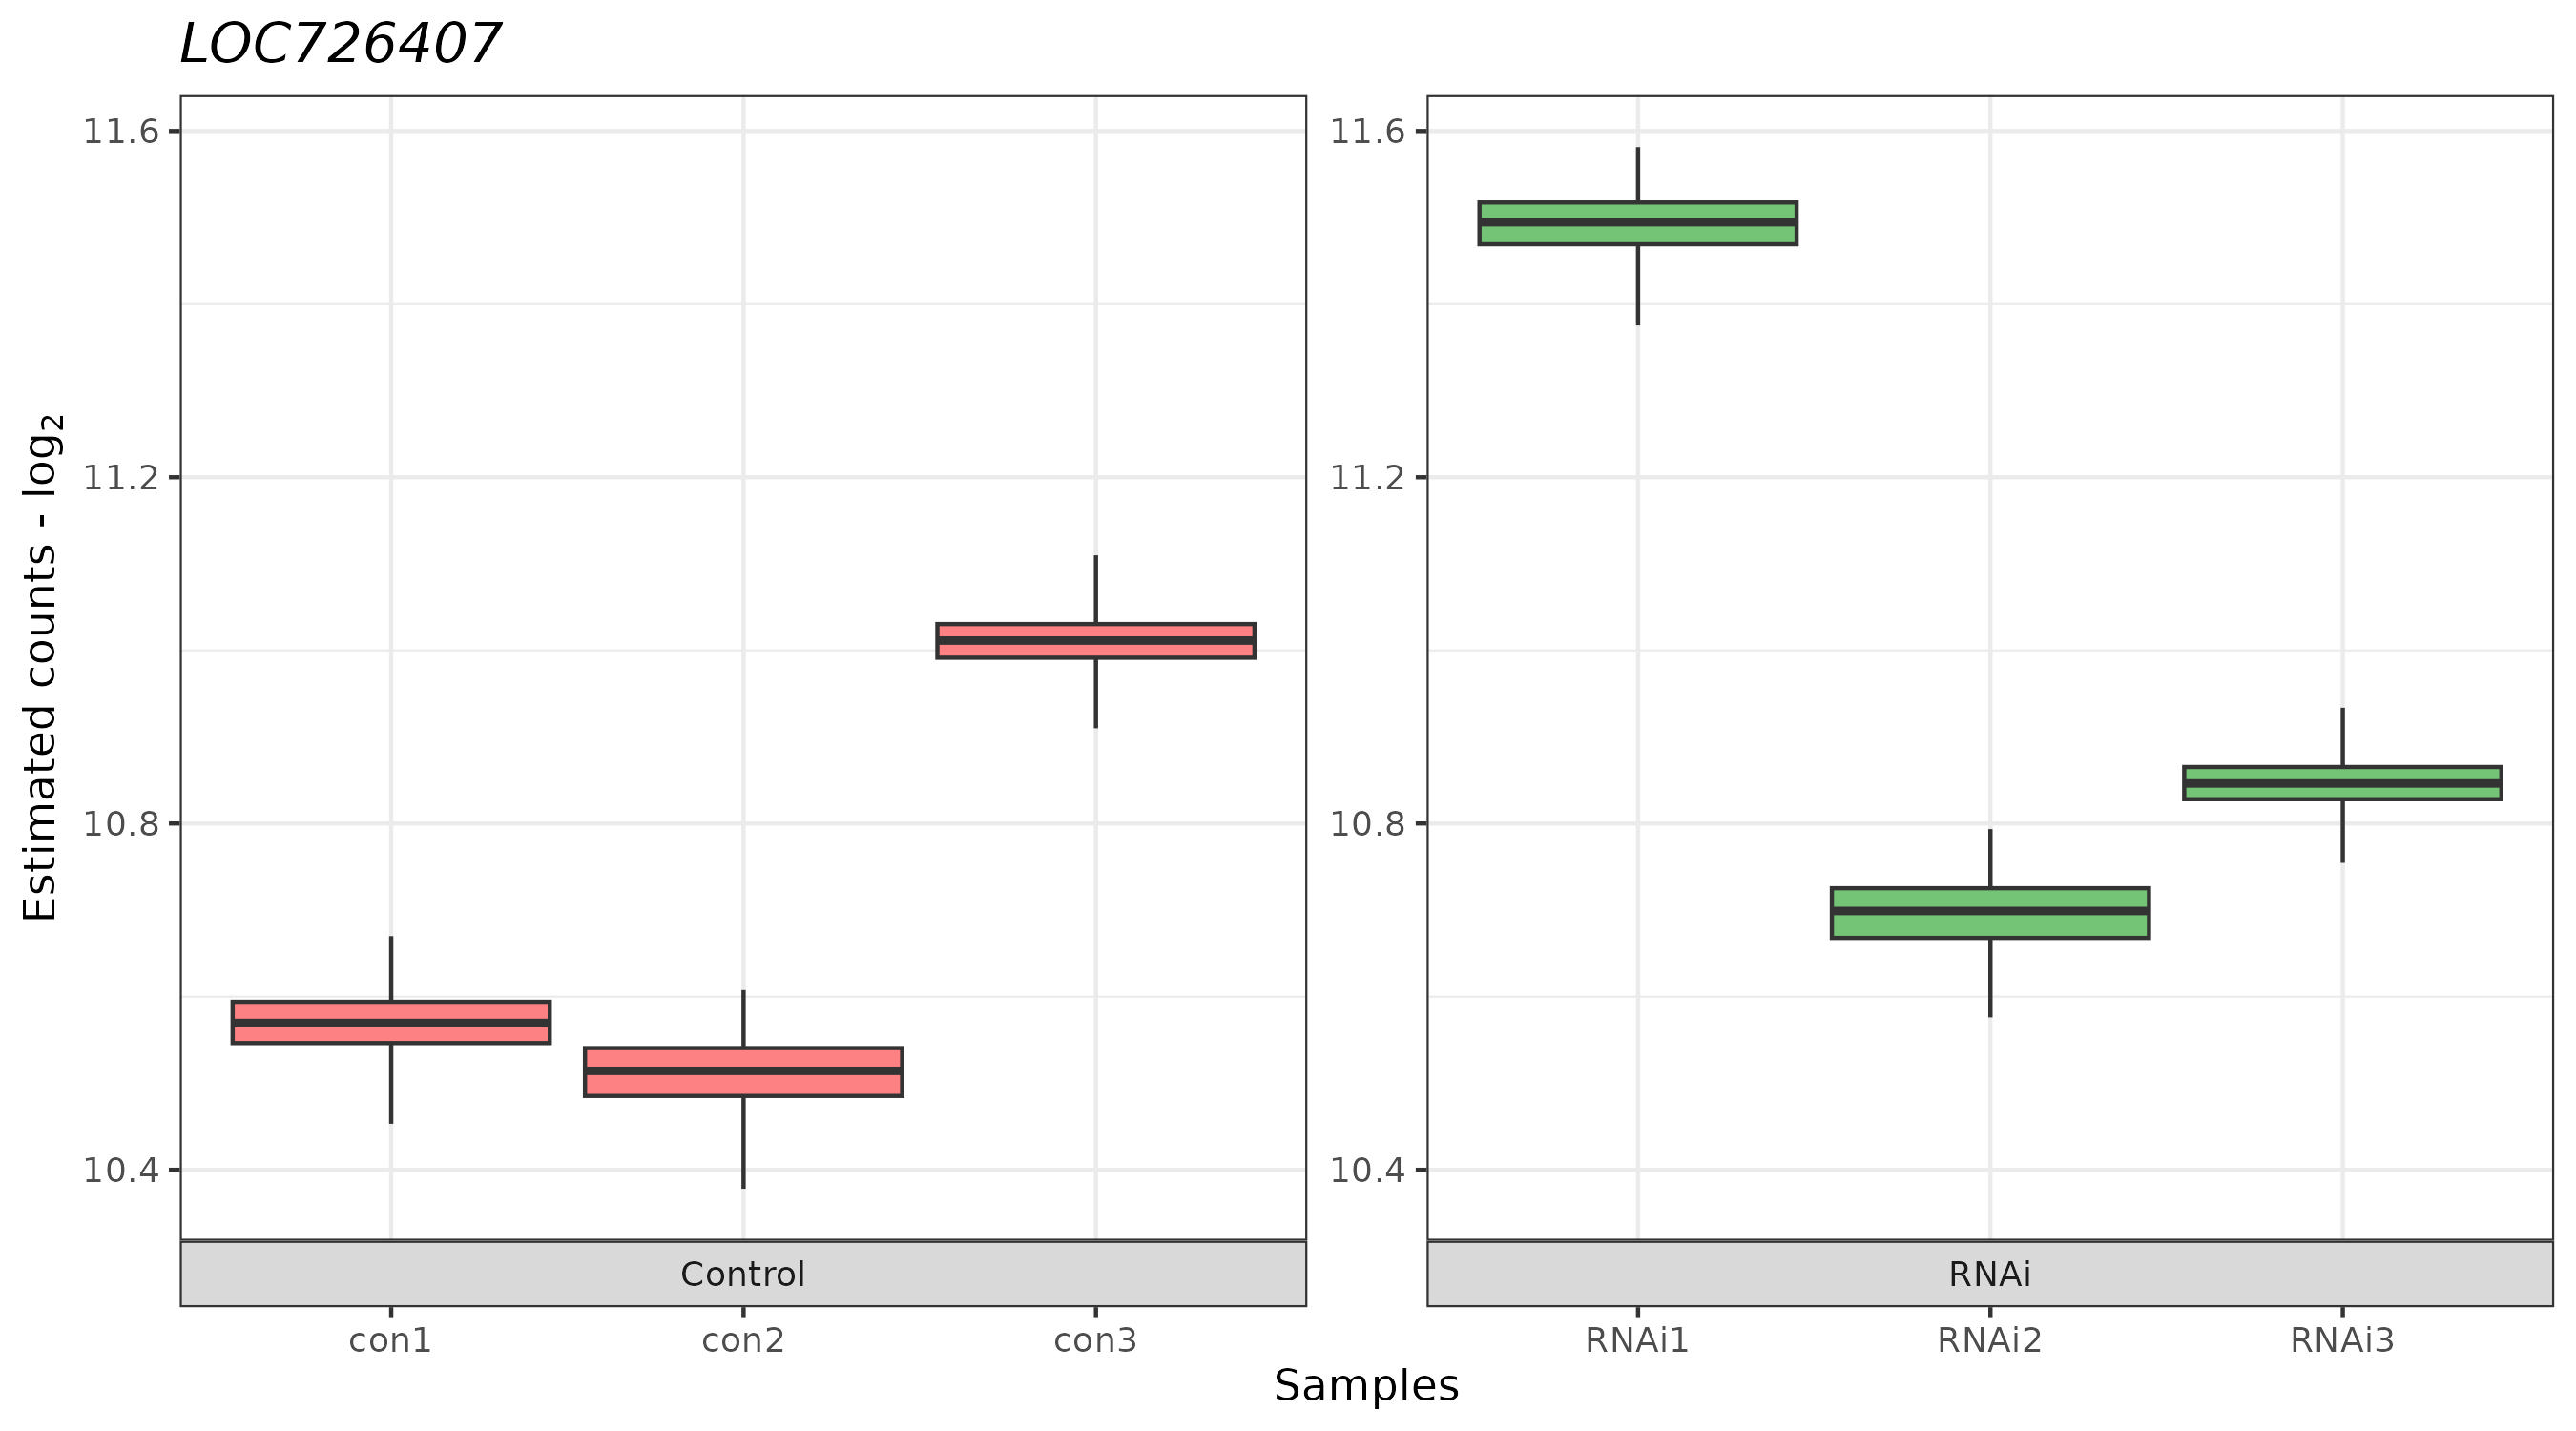 LOC726407
Estimated counts - log₂
11.6
11.2
10.8
10.4
11.6
11.2
10.8
10.4
Control
RNAi
con1 con2 con3 RNAi1 RNAi2 RNAi3
Samples